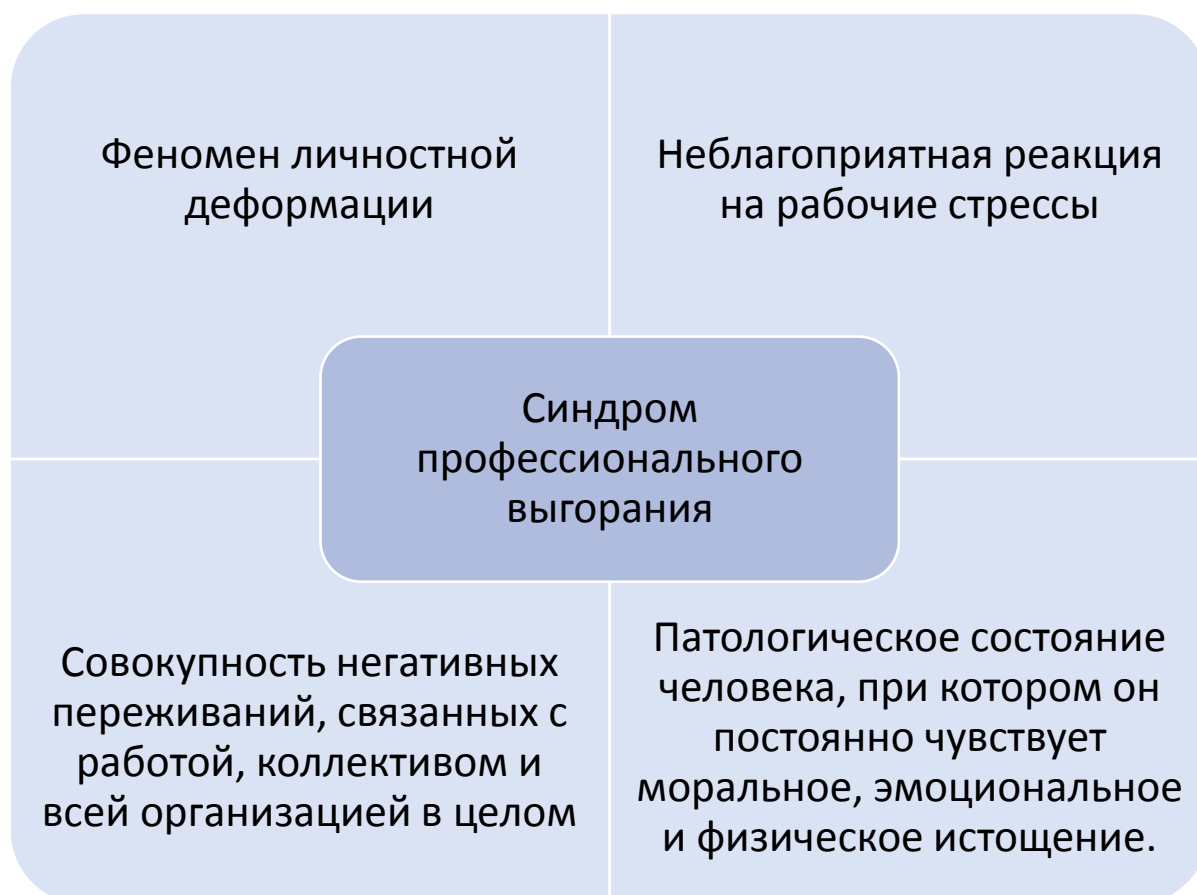 Феномен личностной
деформации
Неблагоприятная реакция
на рабочие стрессы
Синдром
профессионального
выгорания
Совокупность негативных
переживаний, связанных с
работой, коллективом и
всей организацией в целом
Патологическое состояние
человека, при котором он
постоянно чувствует
моральное, эмоциональное
и физическое истощение.